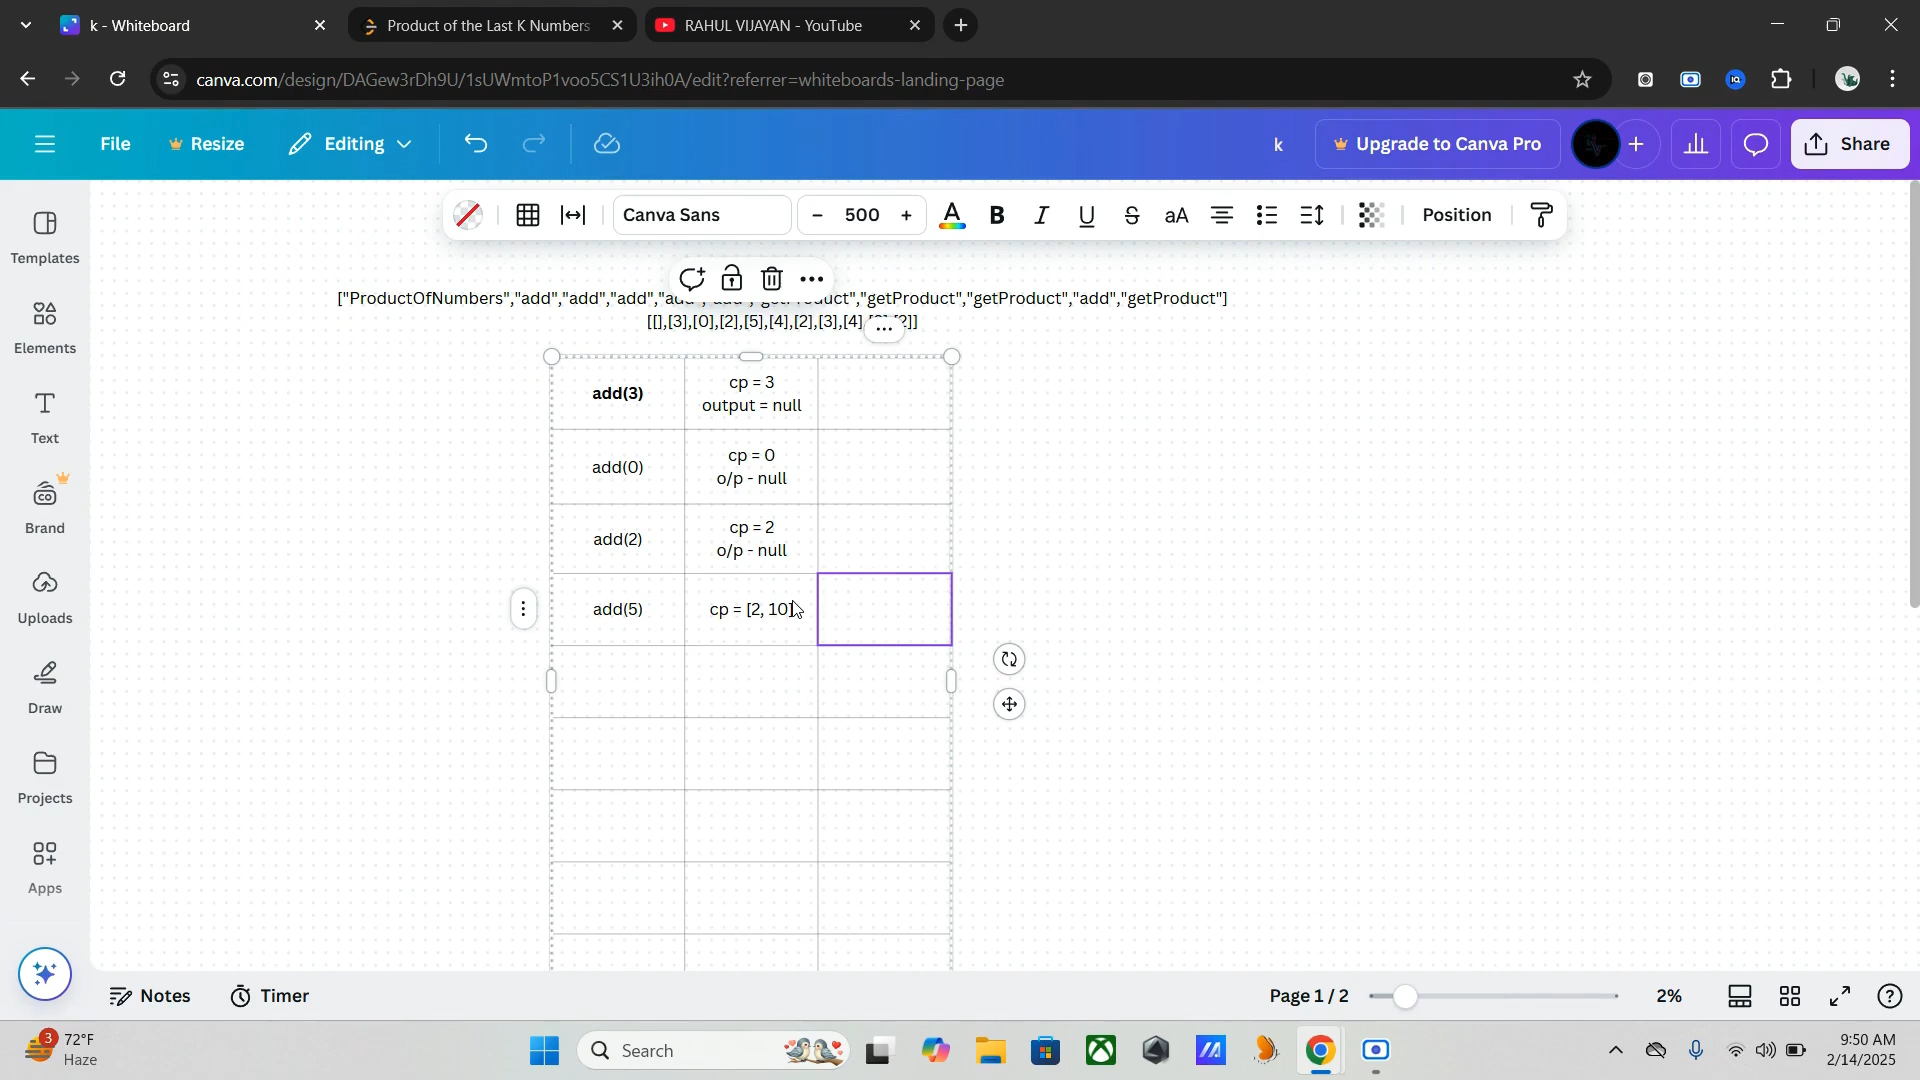 k - Whiteboard
Product of the Last K Numbers
RAHUL VIJAYAN - YouTube
canva.com/design/DAGew3rDh9U/1sUWmtoP1voo5CS1U3ih0A/edit?referrer=whiteboards-landing-page
File
Resize
Editing
k
Upgrade to Canva Pro
Share
Canva Sans
- 500 +
A B I U S aA
Position
Templates
Elements
Text
Brand
Uploads
Draw
Projects
Apps
["ProductOfNumbers","add","add","add","getProduct","getProduct","add","getProduct"]
[[],[3],[0],[2],[5],[4],[2],[3],[4]
add(3)
cp = 3
output = null
add(0)
cp = 0
o/p - null
add(2)
cp = 2
o/p - null
add(5)
cp = [2, 10]
Notes
Timer
Page 1 / 2
2%
3
72°F
Haze
Search
9:50 AM
2/14/2025